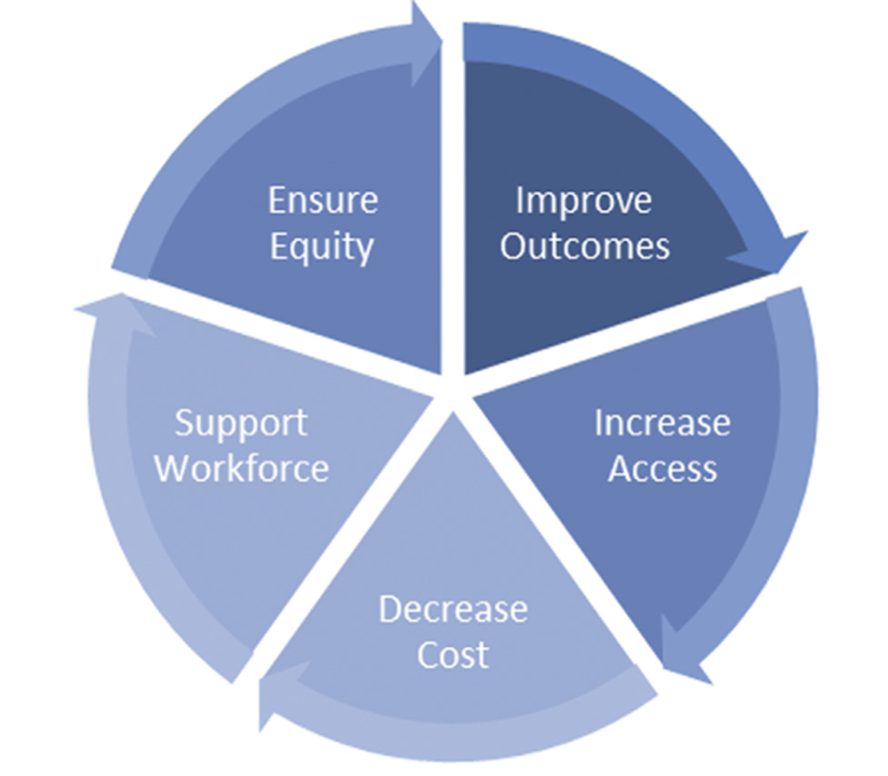 Ensure
Equity
Improve
Outcomes
Support
Workforce
Increase
Access
Decrease
Cost